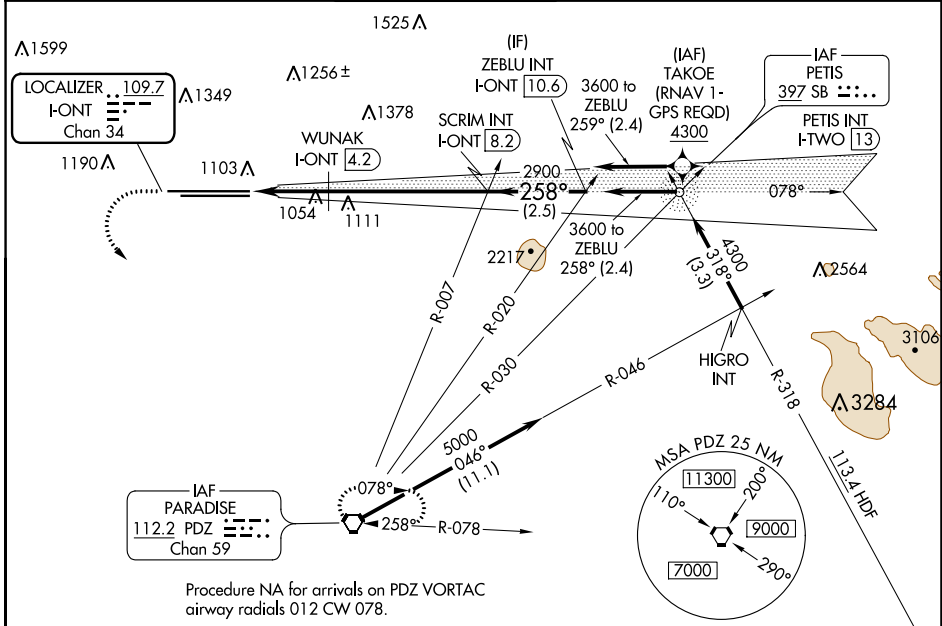 1525
1599
(IF)
ZEBLU INT
I-ONT 10.6
(IAF)
TAKOE
(RNAV 1-
GPS REQD)
4300
IAF
PETIS
397 SB
PETIS INT
I-TWO 13
LOCALIZER 109.7
I-ONT
Chan 34
1256 ±
1349
1378
3600 to
ZEBLU
259° (2.4)
SCRIM INT
I-ONT 8.2
WUNAK
I-ONT 4.2
1190
1103
2900
258°
(2.5)
078°
1054
1111
3600 to
ZEBLU
258° (2.4)
2217
4300
318°
(3.3)
2564
R-007
R-020
R-030
R-046
HIGRO
INT
R-318
3106
3284
113.4 HDF
5000
046°
(11.1)
078°
258°
R-078
IAF
PARADISE
112.2 PDZ
Chan 59
MSA PDZ 25 NM
11300
110°
200°
9000
7000
290°
Procedure NA for arrivals on PDZ VORTAC
airway radials 012 CW 078.